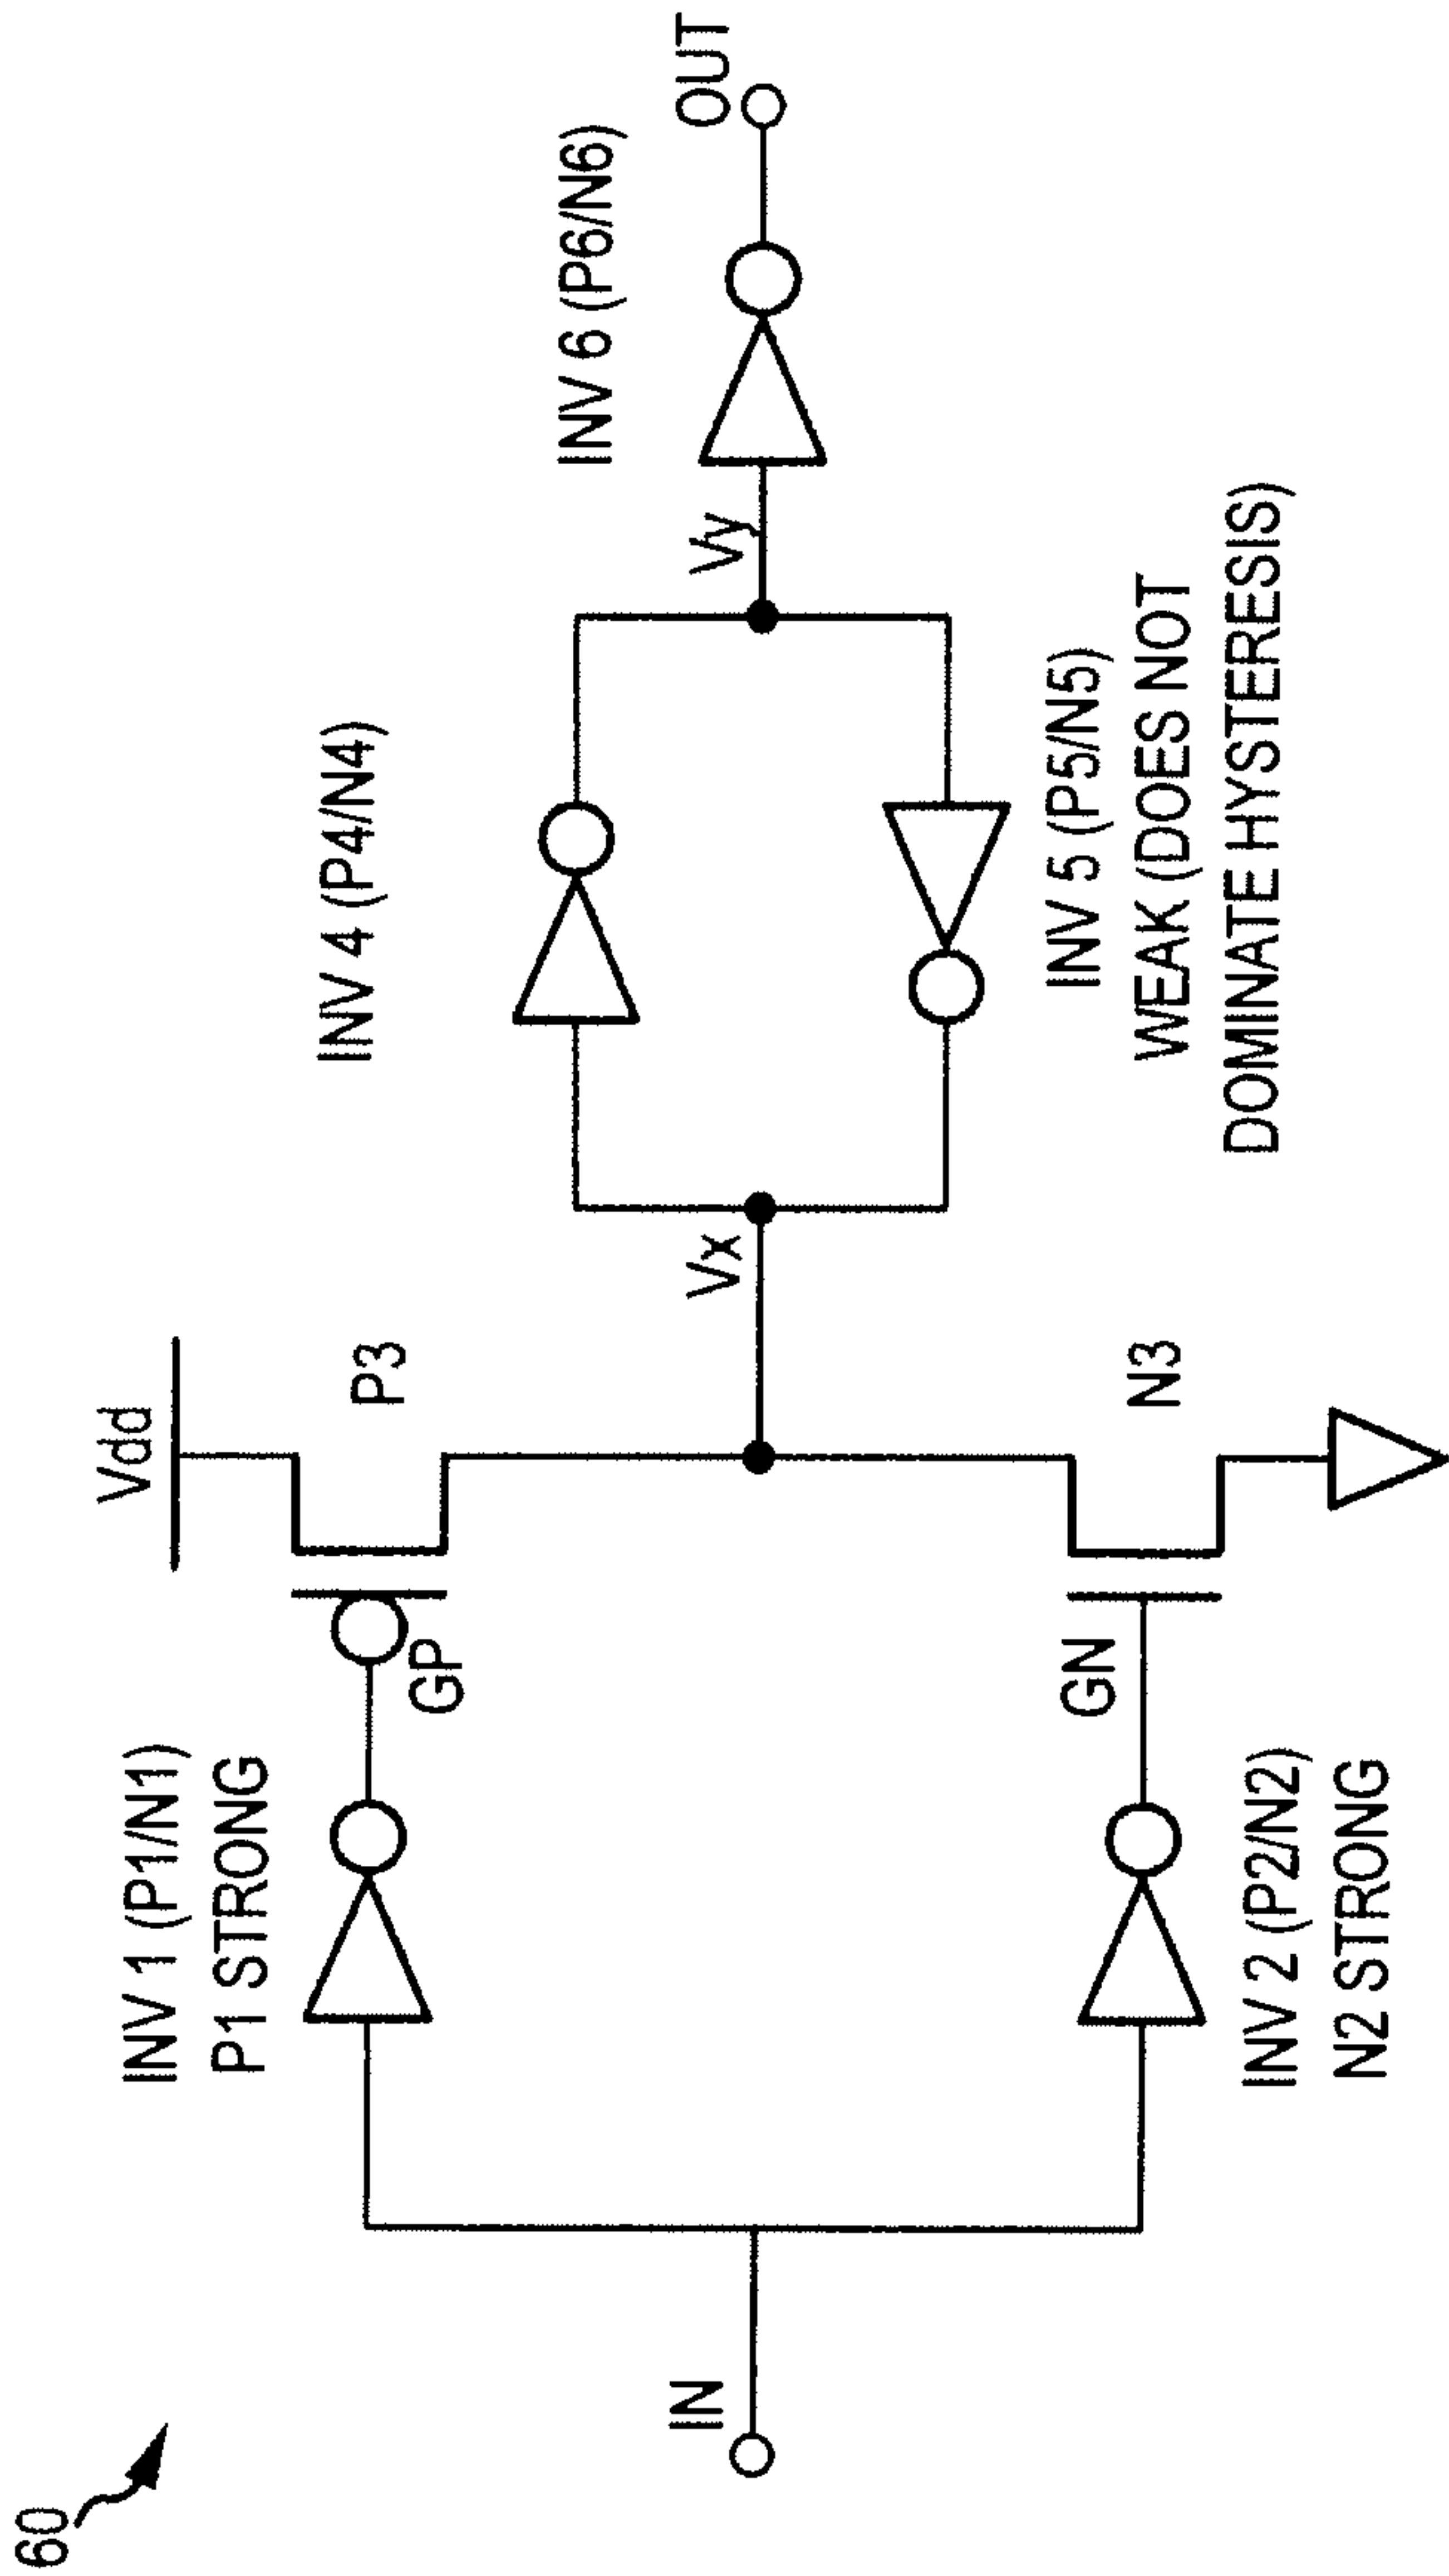 60
IN
INV 1 (P1/N1)
P1 STRONG
GP
Vdd
P3
INV 2 (P2/N2)
N2 STRONG
GN
N3
Vx
INV 4 (P4/N4)
INV 5 (P5/N5)
WEAK (DOES NOT
DOMINATE HYSTERESIS)
Vy
INV 6 (P6/N6)
OUT